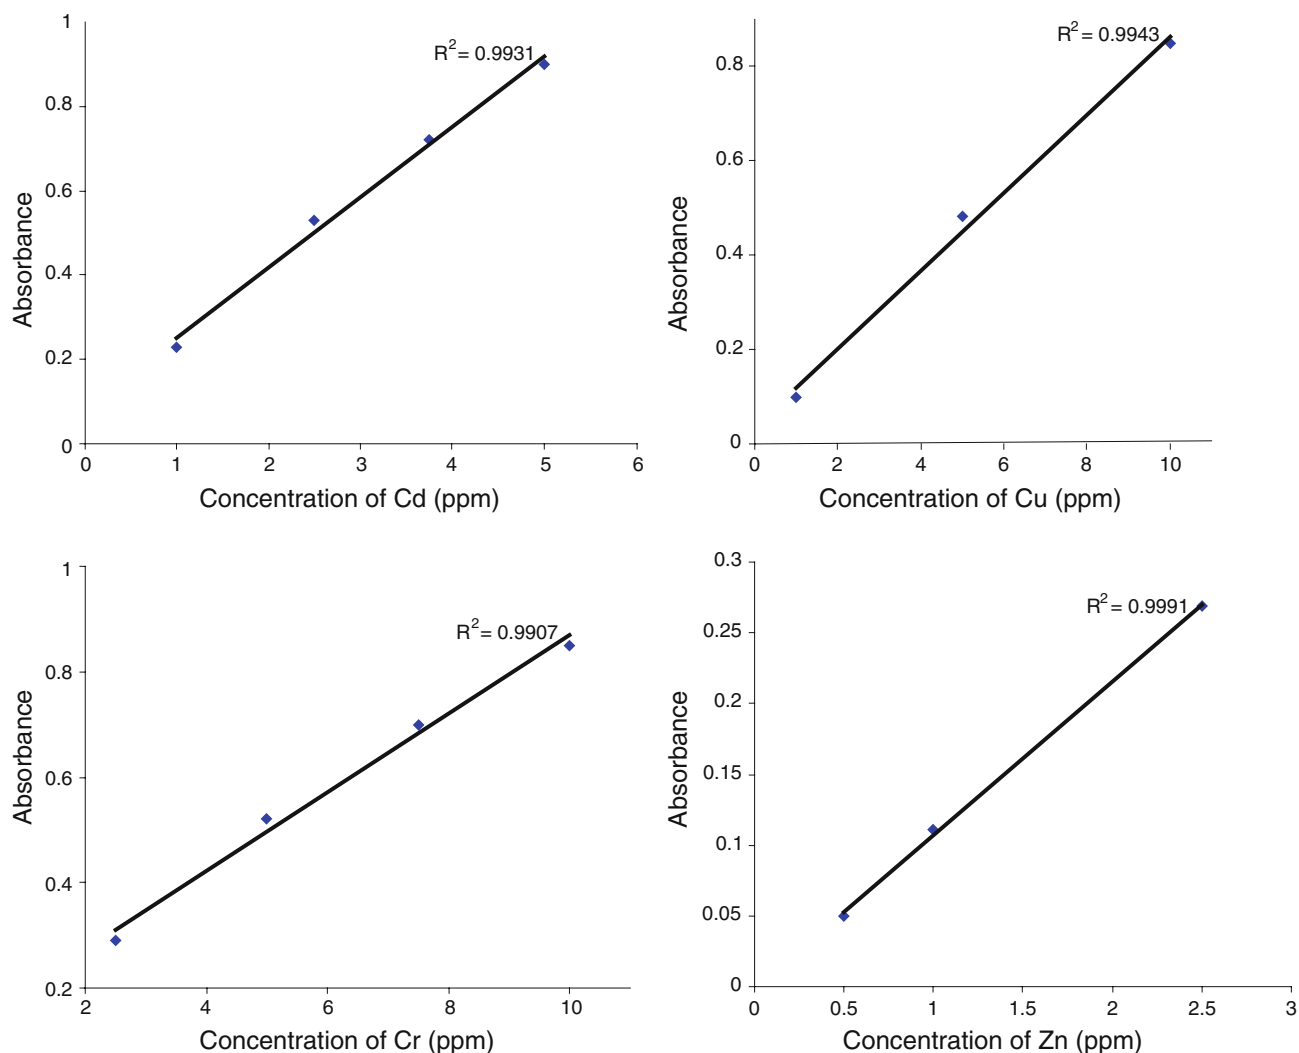 1
0.8
0.6
0.4
0.2
0
Absorbance
R2 = 0.9931
0 1 2 3 4 5 6
Concentration of Cd (ppm)
0.8
0.6
0.4
0.2
0
Absorbance
R2 = 0.9943
0 2 4 6 8 10
Concentration of Cu (ppm)
1
0.8
0.6
0.4
0.2
Absorbance
R2 = 0.9907
2 4 6 8 10
Concentration of Cr (ppm)
0.3
0.25
0.2
0.15
0.1
0.05
0
Absorbance
R2 = 0.9991
0 0.5 1 1.5 2 2.5 3
Concentration of Zn (ppm)